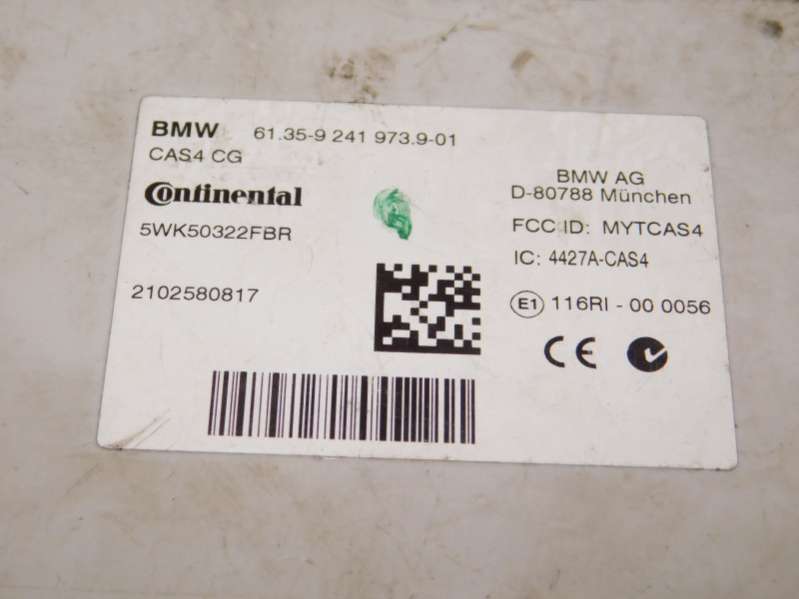 BMW 61.35-9 241 973.9-01
CAS4 CG
Continental
5WK50322FBR
2102580817
BMW AG
D-80788 München
FCC ID: MYTCAS4
IC: 4427A-CAS4
E1 116RI - 00 0056
CE